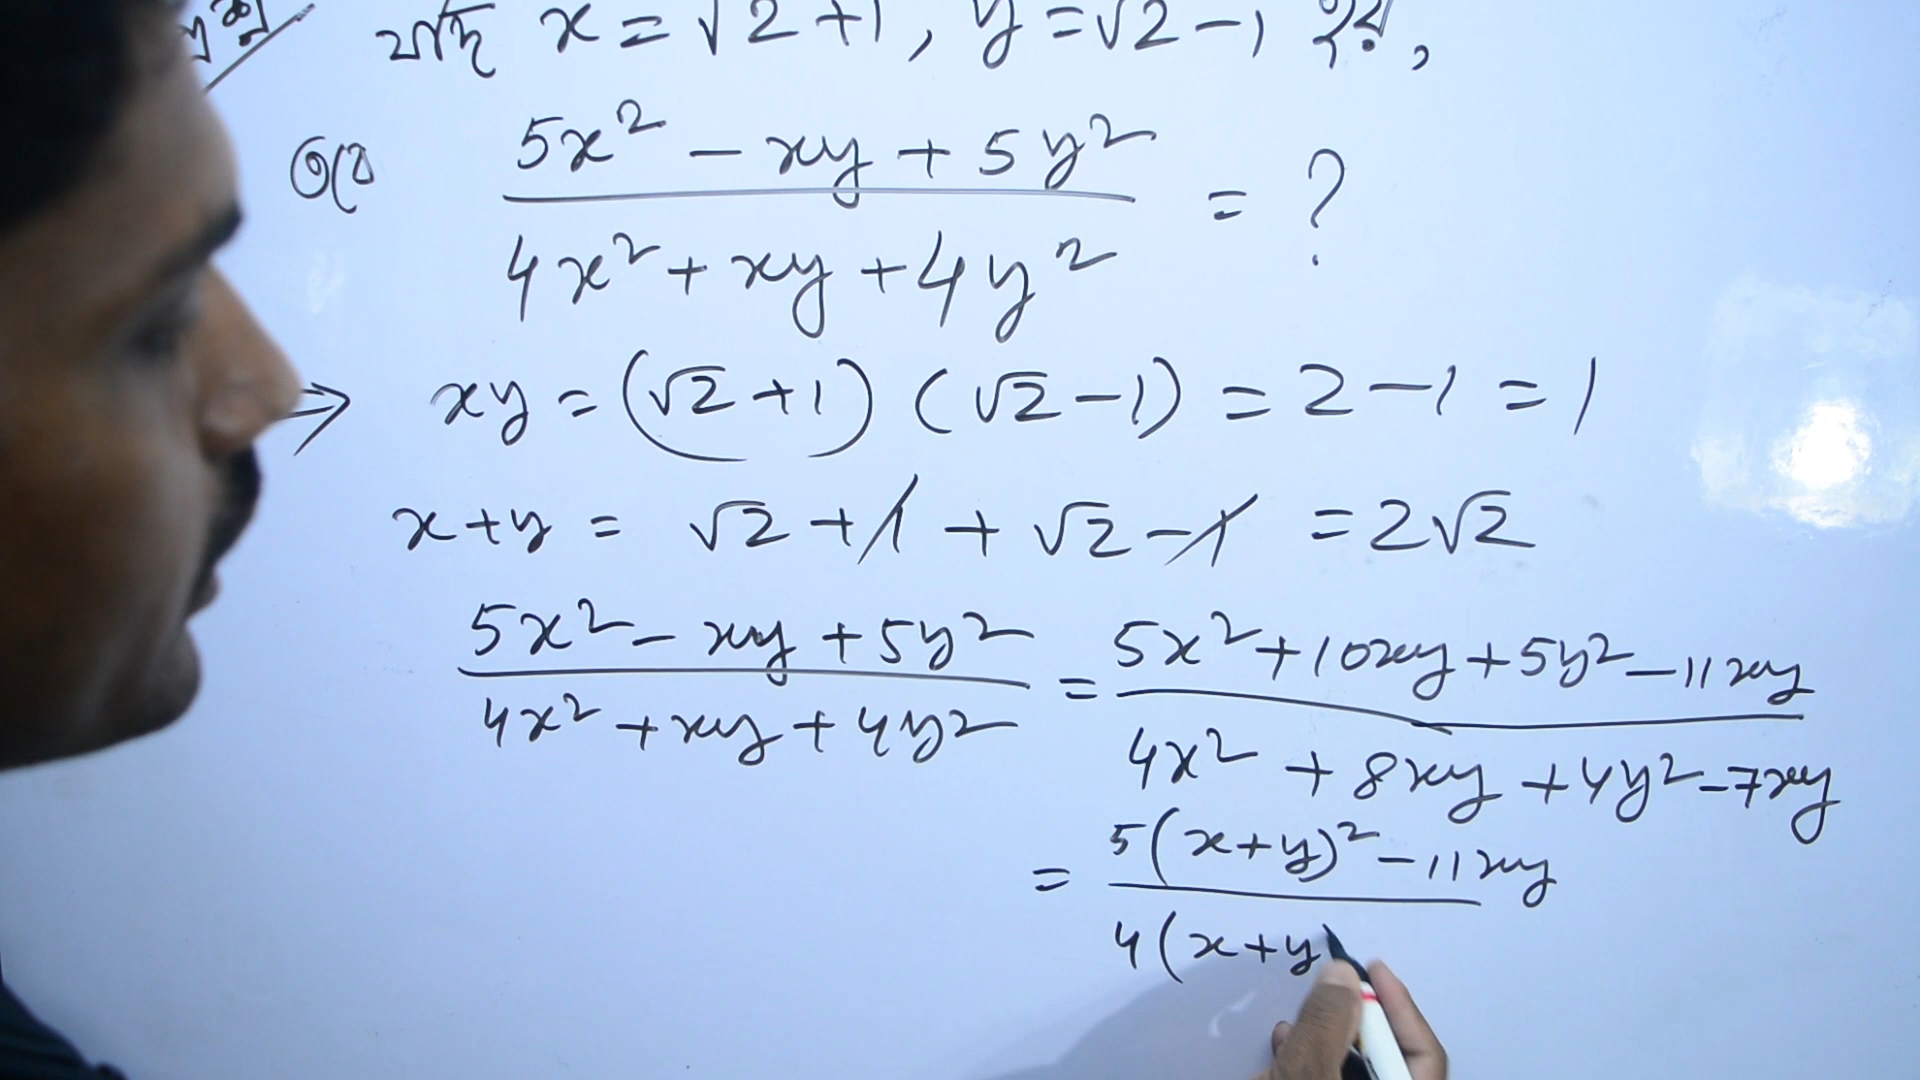 যদি x = √2 + 1, y = √2 - 1 হয়,
তবে (5x² - xy + 5y²) / (4x² + xy + 4y²) = ?
⇒ xy = (√2 + 1) (√2 - 1) = 2 - 1 = 1
x + y = √2 + 1 + √2 - 1 = 2√2
(5x² - xy + 5y²) / (4x² + xy + 4y²) = (5x² + 10xy + 5y² - 11xy) / (4x² + 8xy + 4y² - 7xy)
= 5(x+y)² - 11xy / 4(x+y